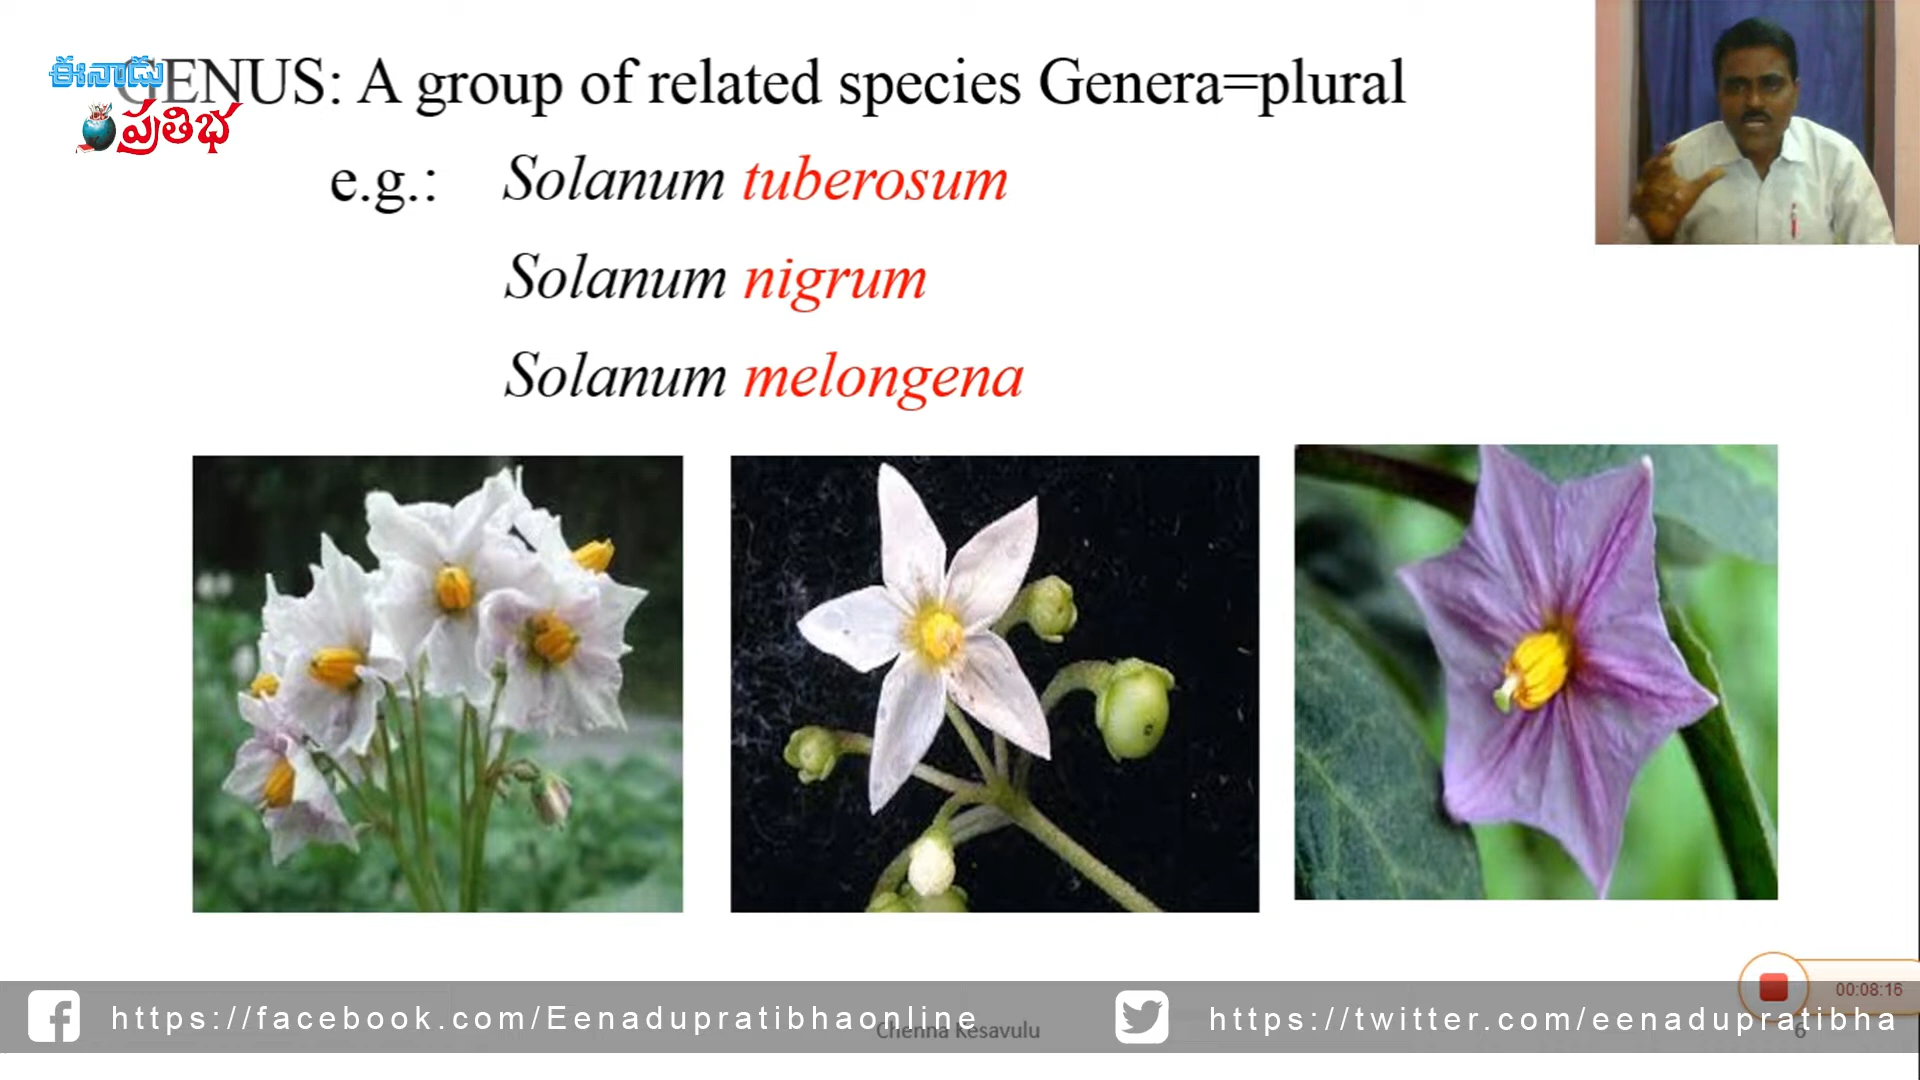 ఈనాడు
ప్రతిభ
GENUS: A group of related species Genera=plural
e.g.: Solanum tuberosum
Solanum nigrum
Solanum melongena
00:08:16
https://facebook.com/Eenadupratibhaonline
https://twitter.com/eenadupratibha
Chenna Kesavulu
6